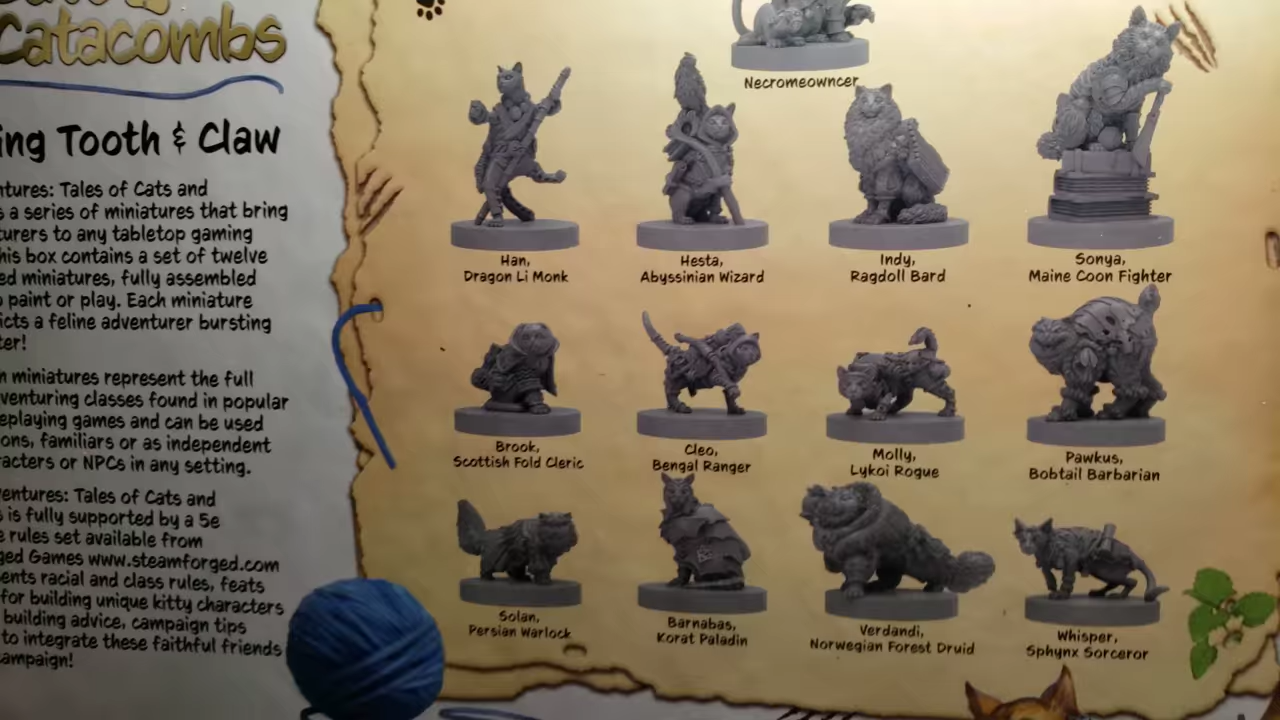 Catacombs
ing Tooth & Claw
ntures: Tales of Cats and
s a series of miniatures that bring
turers to any tabletop gaming
his box contains a set of twelve
ed miniatures, fully assembled
o paint or play. Each miniature
icts a feline adventurer bursting
ter!
n miniatures represent the full
venturing classes found in popular
eplaying games and can be used
ions, familiars or as independent
racters or NPCs in any setting.
ventures: Tales of Cats and
s is fully supported by a 5e
e rules set available from
ged Games www.steamforged.com
ents racial and class rules, feats
for building unique kitty characters
building advice, campaign tips
to integrate these faithful friends
ampaign!
Necromeowncer
Han,
Dragon Li Monk
Hesta,
Abyssinian Wizard
Indy,
Ragdoll Bard
Sonya,
Maine Coon Fighter
Brook,
Scottish Fold Cleric
Cleo,
Bengal Ranger
Molly,
Lykoi Rogue
Pawkus,
Bobtail Barbarian
Solan,
Persian Warlock
Barnabas,
Korat Paladin
Verdandi,
Norwegian Forest Druid
Whisper,
Sphynx Sorceror